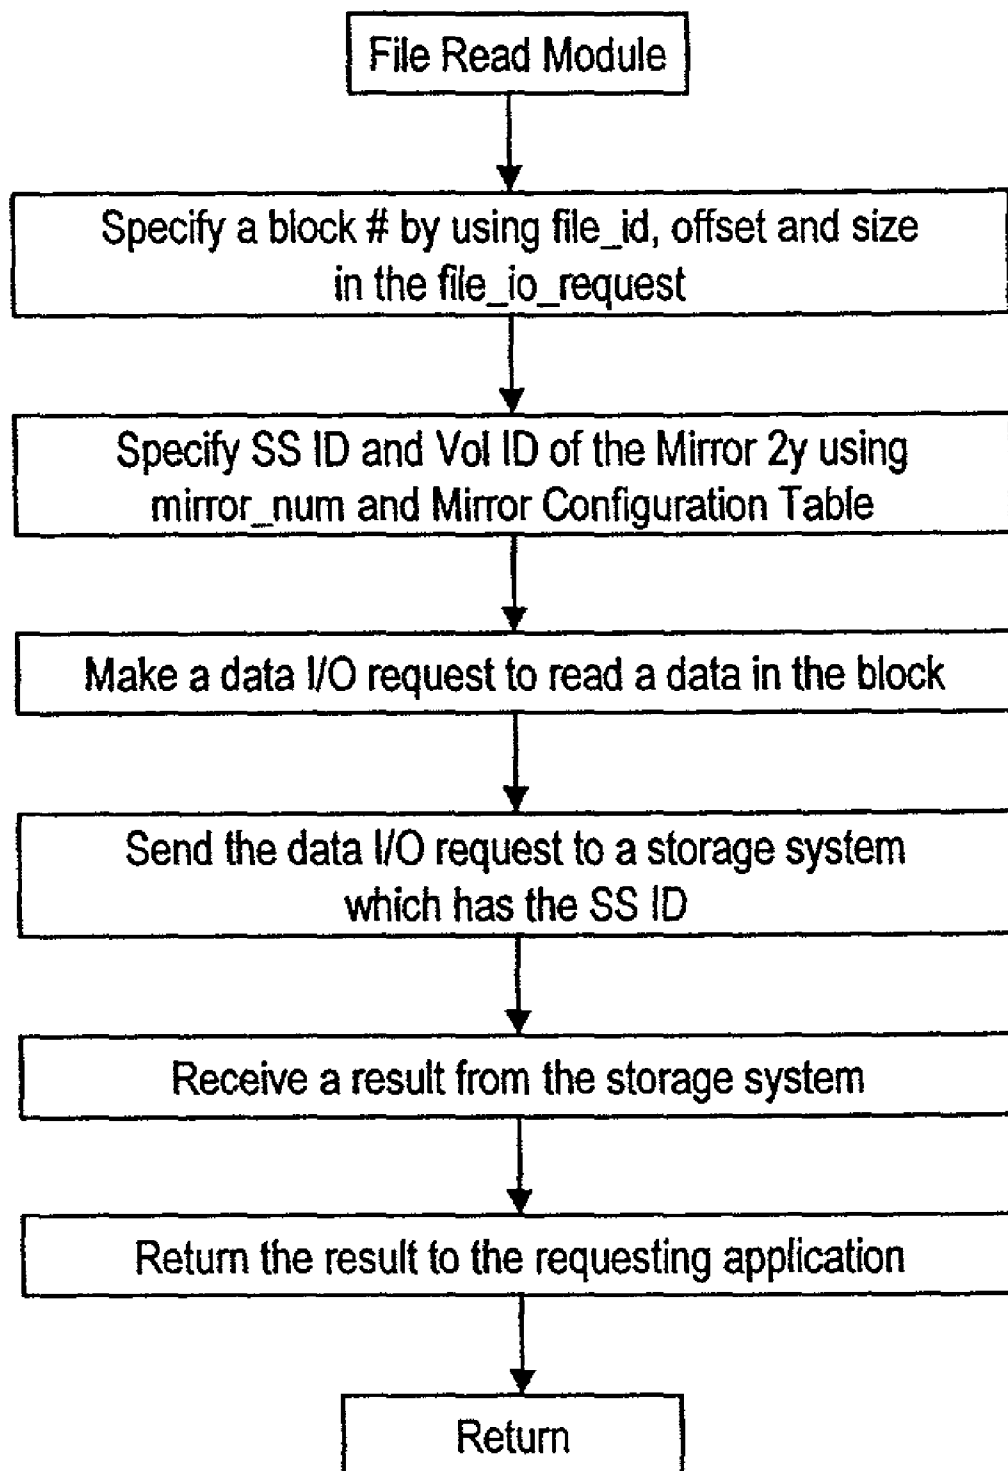 File Read Module
Specify a block # by using file_id, offset and size
in the file_io_request
Specify SS ID and Vol ID of the Mirror 2y using
mirror_num and Mirror Configuration Table
Make a data I/O request to read a data in the block
Send the data I/O request to a storage system
which has the SS ID
Receive a result from the storage system
Return the result to the requesting application
Return